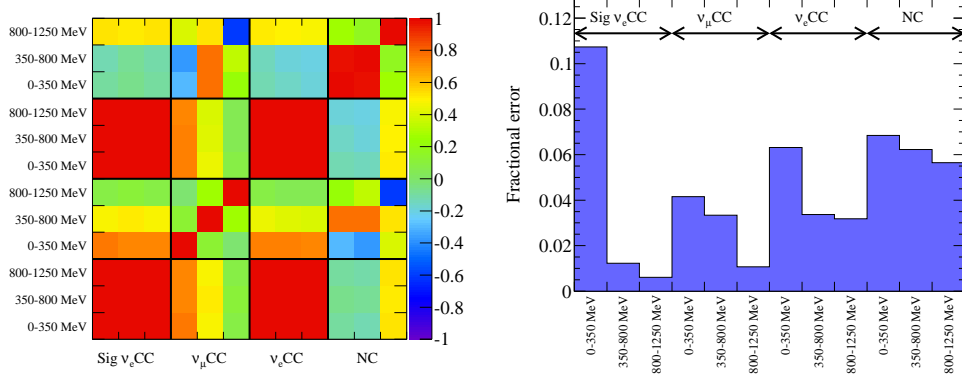 800-1250 MeV
350-800 MeV
0-350 MeV
800-1250 MeV
350-800 MeV
0-350 MeV
800-1250 MeV
350-800 MeV
0-350 MeV
800-1250 MeV
350-800 MeV
0-350 MeV
Sig νeCC νμCC νeCC NC
1
0.8
0.6
0.4
0.2
0
-0.2
-0.4
-0.6
-0.8
-1
Fractional error
0.12
0.1
0.08
0.06
0.04
0.02
0
Sig νeCC νμCC νeCC NC
0-350 MeV
350-800 MeV
800-1250 MeV
0-350 MeV
350-800 MeV
800-1250 MeV
0-350 MeV
350-800 MeV
800-1250 MeV
0-350 MeV
350-800 MeV
800-1250 MeV